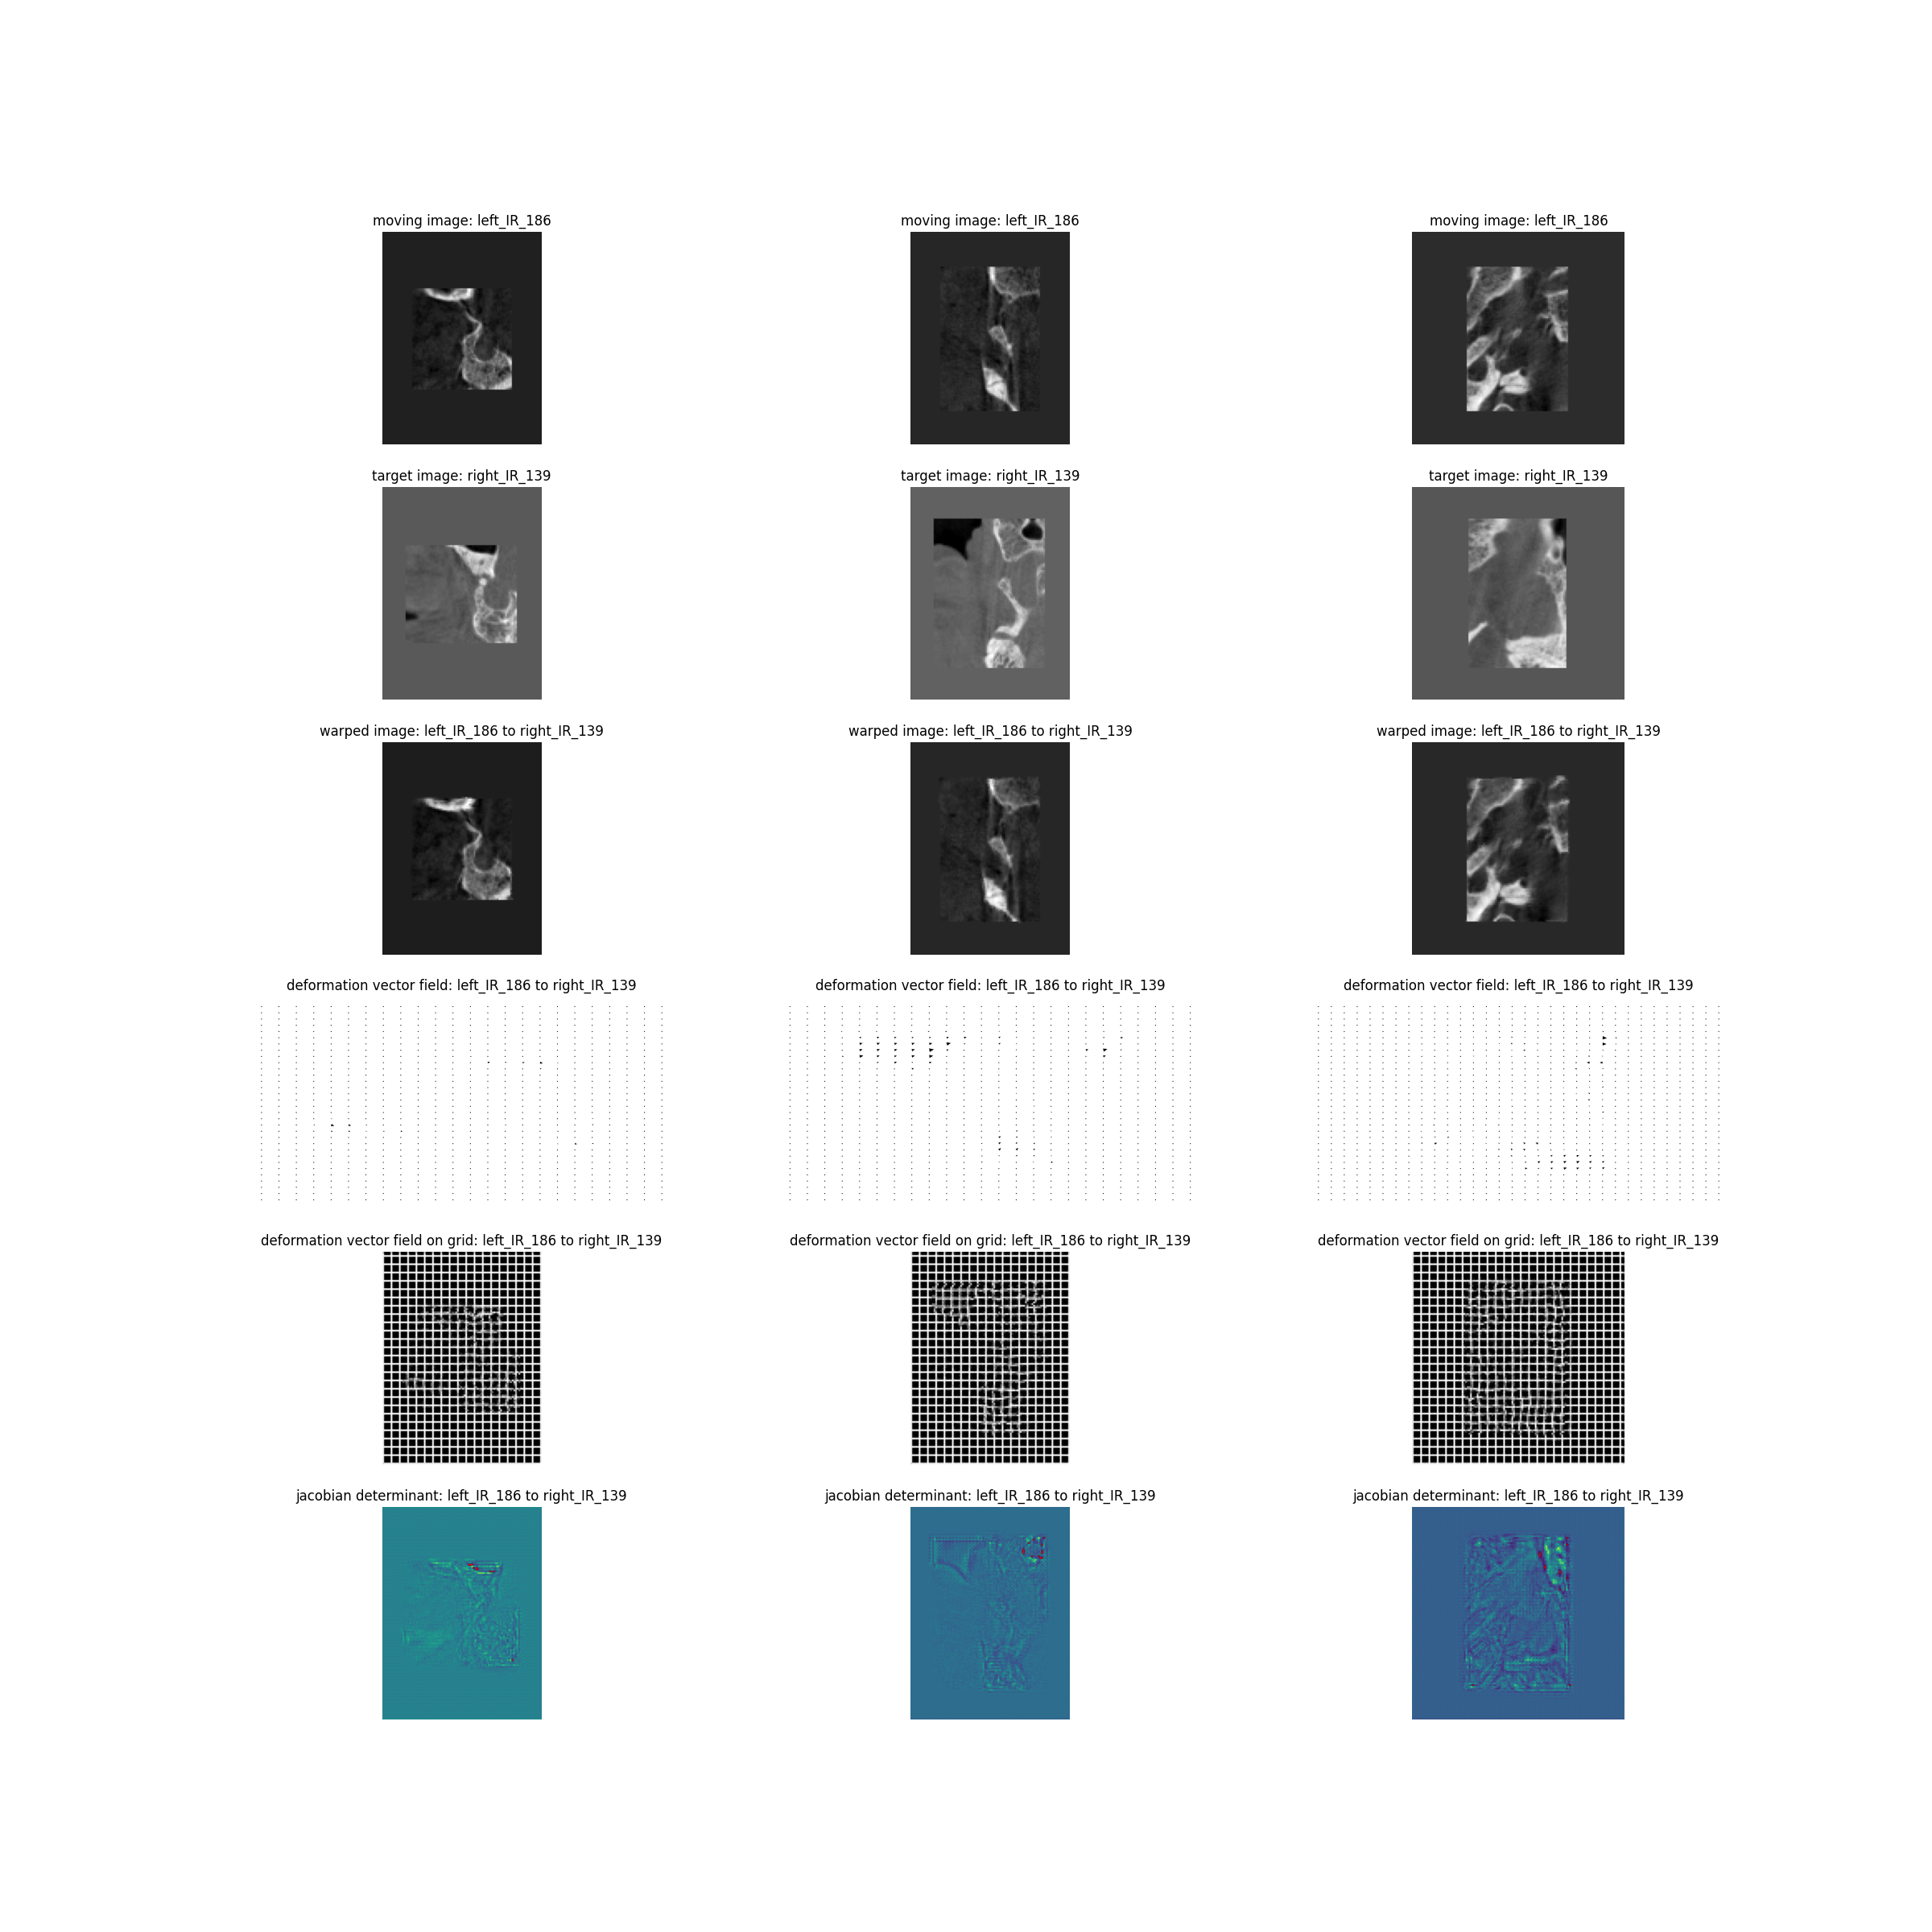 moving image: left_IR_186 moving image: left_IR_186 moving image: left_IR_186
target image: right_IR_139 target image: right_IR_139 target image: right_IR_139
warped image: left_IR_186 to right_IR_139 warped image: left_IR_186 to right_IR_139 warped image: left_IR_186 to right_IR_139
deformation vector field: left_IR_186 to right_IR_139 deformation vector field: left_IR_186 to right_IR_139 deformation vector field: left_IR_186 to right_IR_139
deformation vector field on grid: left_IR_186 to right_IR_139 deformation vector field on grid: left_IR_186 to right_IR_139 deformation vector field on grid: left_IR_186 to right_IR_139
jacobian determinant: left_IR_186 to right_IR_139 jacobian determinant: left_IR_186 to right_IR_139 jacobian determinant: left_IR_186 to right_IR_139